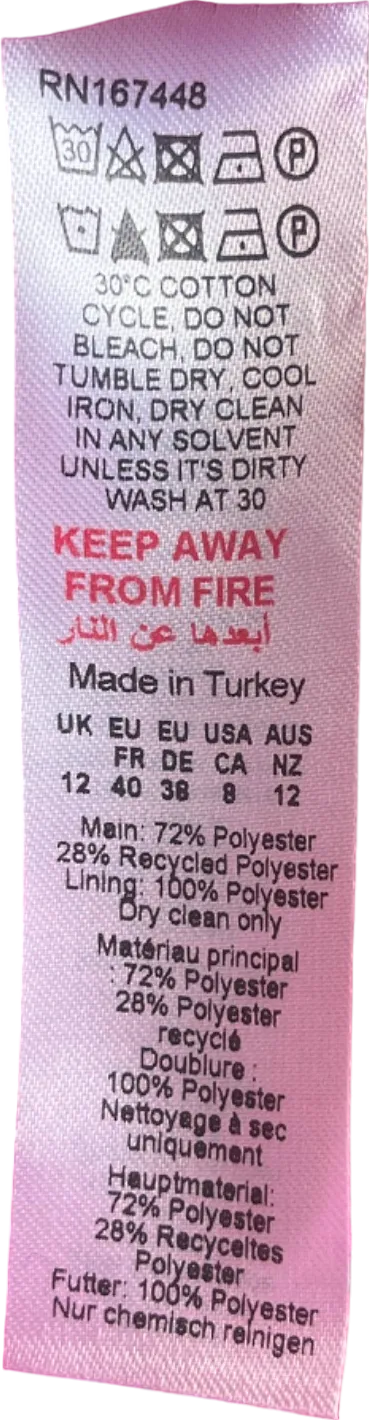 RN167448
30
P
P
30°C COTTON
CYCLE, DO NOT
BLEACH, DO NOT
TUMBLE DRY, COOL
IRON, DRY CLEAN
IN ANY SOLVENT
UNLESS IT'S DIRTY
WASH AT 30
KEEP AWAY
FROM FIRE
أبعدها عن النار
Made in Turkey
UK EU EU USA AUS
FR DE CA NZ
12 40 38 8 12
Main: 72% Polyester
28% Recycled Polyester
Lining: 100% Polyester
Dry clean only
Matériau principal
: 72% Polyester
28% Polyester
recyclé
Doublure :
100% Polyester
Nettoyage à sec
uniquement
Hauptmaterial:
72% Polyester
28% Recyceltes
Polyester
Futter: 100% Polyester
Nur chemisch reinigen